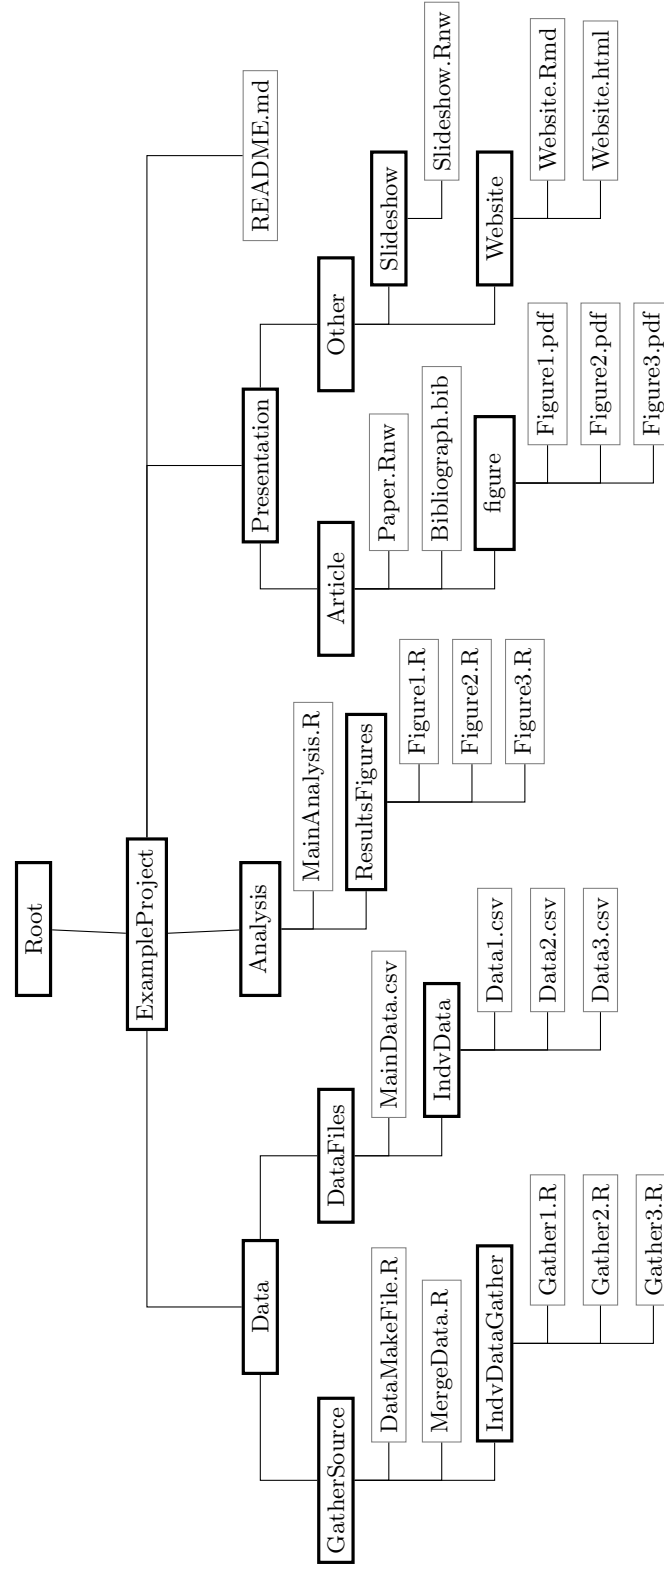 Root
ExampleProject
Data
GatherSource
DataMakeFile.R
MergeData.R
IndvDataGather
Gather1.R
Gather2.R
Gather3.R
DataFiles
MainData.csv
IndvData
Data1.csv
Data2.csv
Data3.csv
Analysis
MainAnalysis.R
ResultsFigures
Figure1.R
Figure2.R
Figure3.R
Presentation
Article
Paper.Rnw
Bibliograph.bib
figure
Figure1.pdf
Figure2.pdf
Figure3.pdf
Other
Slideshow
Slideshow.Rnw
Website
Website.Rmd
Website.html
README.md